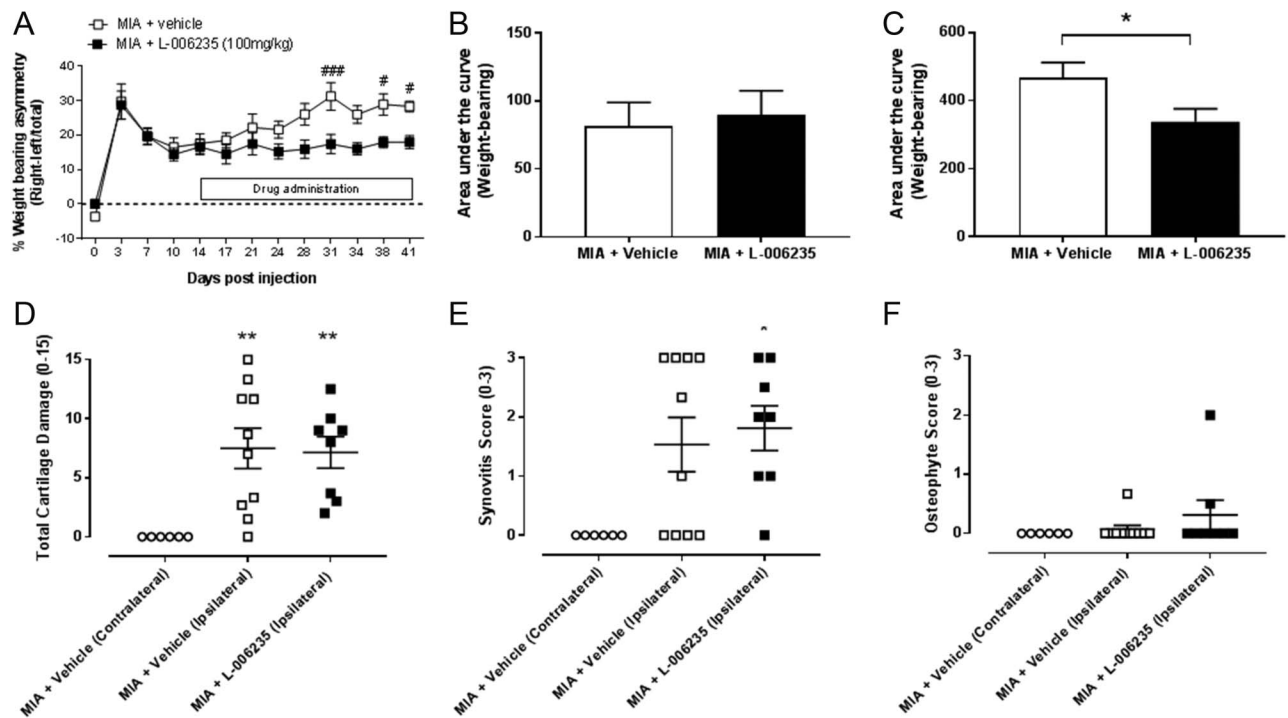 A
MIA + vehicle
MIA + L-006235 (100mg/kg)
% Weight bearing asymmetry
(Right-left/total)
40
30
20
10
0
-10
###
#
#
Drug administration
0 3 7 10 14 17 21 24 28 31 34 38 41
Days post injection
B
Area under the curve
(Weight-bearing)
150
100
50
0
MIA + Vehicle MIA + L-006235
C
*
Area under the curve
(Weight-bearing)
600
400
200
0
MIA + Vehicle MIA + L-006235
D
** **
Total Cartilage Damage (0-15)
15
10
5
0
MIA + Vehicle (Contralateral)
MIA + Vehicle (Ipsilateral)
MIA + L-006235 (Ipsilateral)
E
Synovitis Score (0-3)
3
2
1
0
MIA + Vehicle (Contralateral)
MIA + Vehicle (Ipsilateral)
MIA + L-006235 (Ipsilateral)
F
Osteophyte Score (0-3)
3
2
1
0
MIA + Vehicle (Contralateral)
MIA + Vehicle (Ipsilateral)
MIA + L-006235 (Ipsilateral)